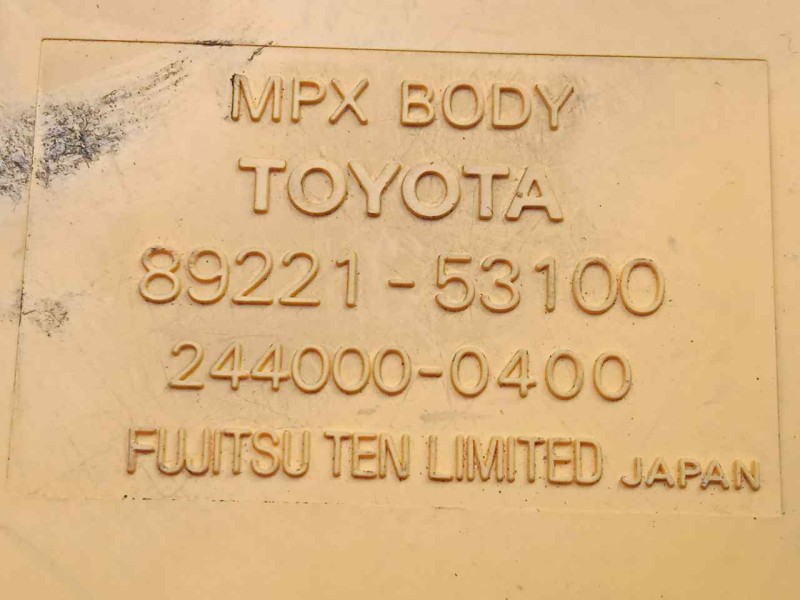 MPX BODY
TOYOTA
89221-53100
244000-0400
FUJITSU TEN LIMITED JAPAN